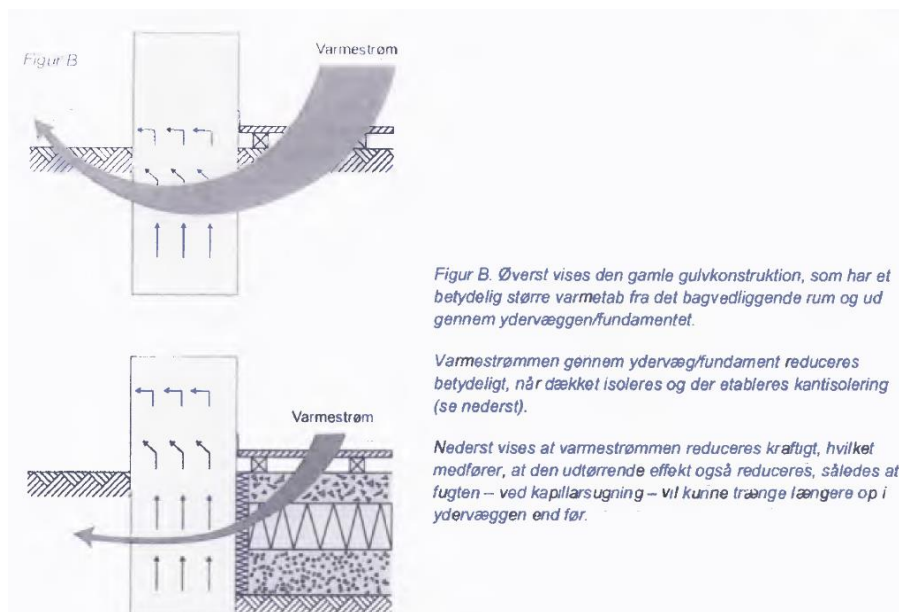 Figur B
Varmestrøm
Figur B. Øverst vises den gamle gulvkonstruktion, som har et
betydelig større varmetab fra det bagvedliggende rum og ud
gennem ydervæggen/fundamentet.
Varmestrømmen gennem ydervæg/fundament reduceres
betydeligt, når dækket isoleres og der etableres kantisolering
(se nederst).
Varmestrøm
Nederst vises at varmestrømmen reduceres kraftigt, hvilket
medfører, at den udtørrende effekt også reduceres, således at
fugten – ved kapillarsugning – vil kunne trænge længere op i
ydervæggen end før.